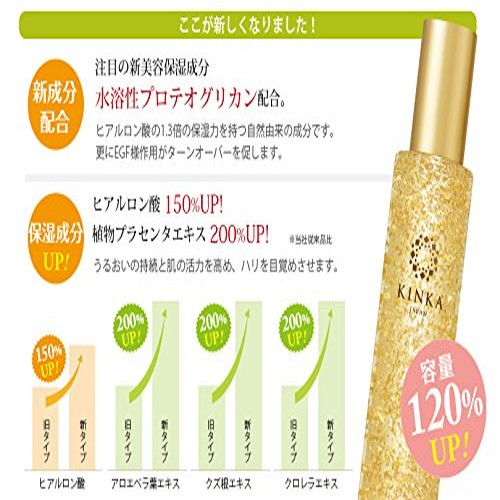 ここが新しくなりました！
新成分
配合
注目の新美容保湿成分
水溶性プロテオグリカン配合。
ヒアルロン酸の1.3倍の保湿力を持つ自然由来の成分です。
更にEGF様作用がターンオーバーを促します。
保湿成分
UP!
ヒアルロン酸 150%UP!
植物プラセンタエキス 200%UP!
※当社従来品比
うるおいの持続と肌の活力を高め、ハリを目覚めさせます。
150%
UP!
旧タイプ
新タイプ
ヒアルロン酸
200%
UP!
旧タイプ
新タイプ
アロエベラ葉エキス
200%
UP!
旧タイプ
新タイプ
クズ根エキス
200%
UP!
旧タイプ
新タイプ
クロレラエキス
KINKA
JAPAN
容量
120%
UP!